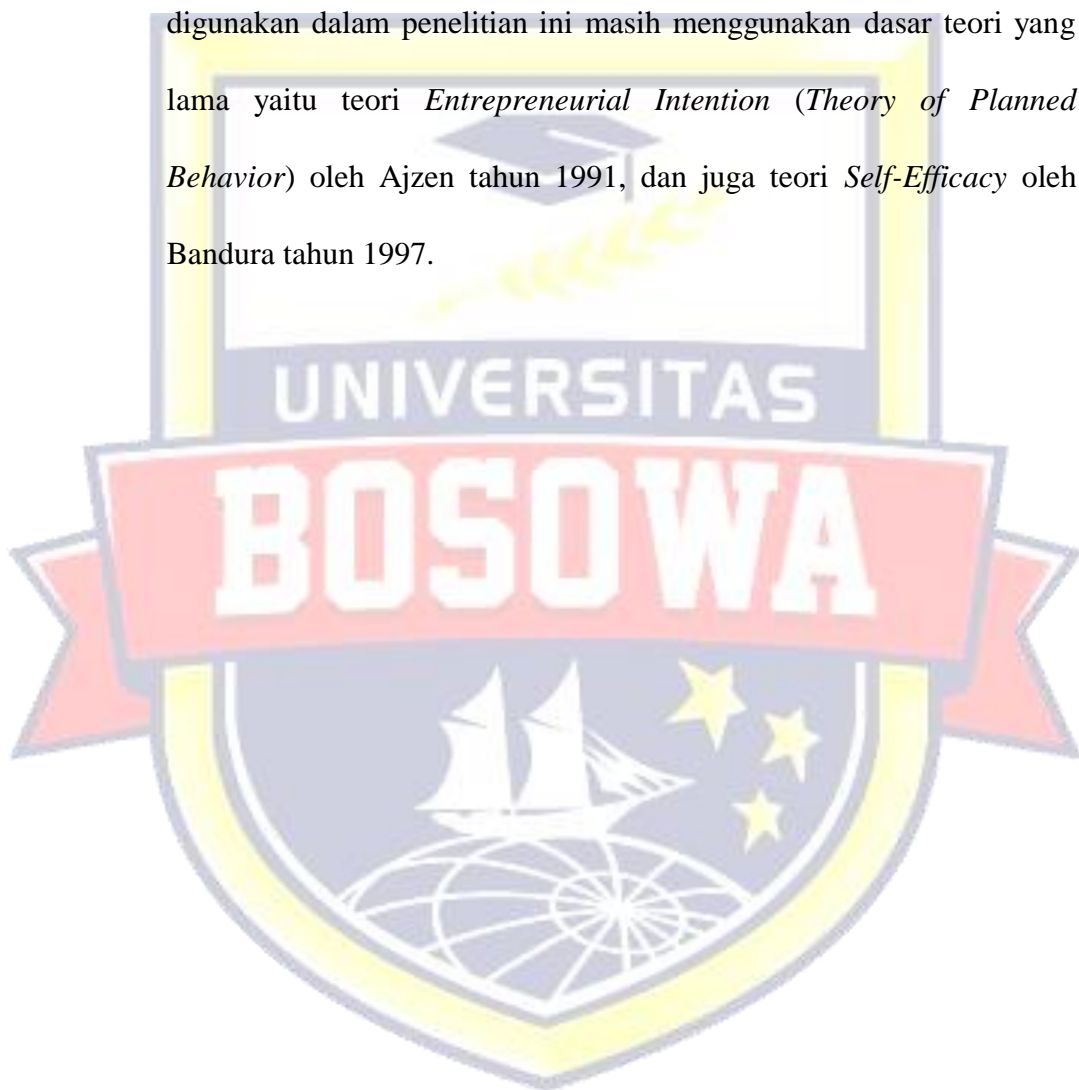 digunakan dalam penelitian ini masih menggunakan dasar teori yang
lama yaitu teori Entrepreneurial Intention (Theory of Planned
Behavior) oleh Ajzen tahun 1991, dan juga teori Self-Efficacy oleh
Bandura tahun 1997.
UNIVERSITAS
BOSOWA